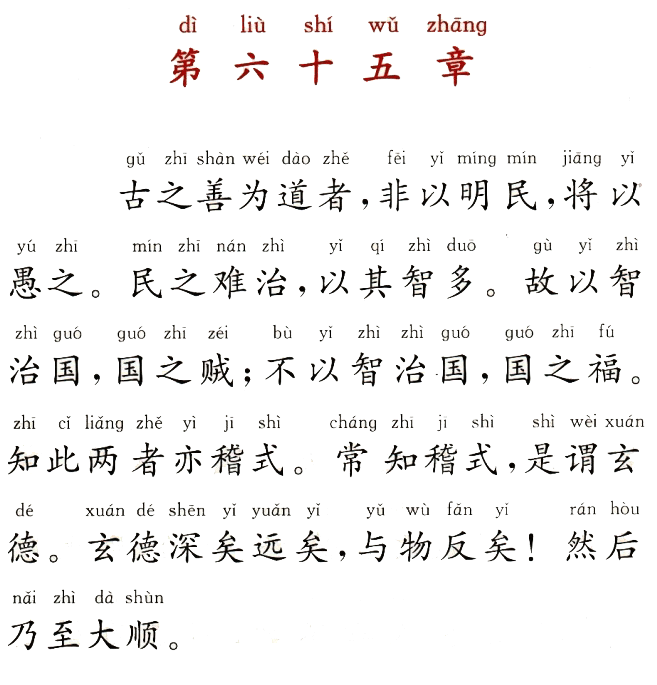 dì liù shí wǔ zhāng
第六十五章
gǔ zhī shàn wéi dào zhě fēi yǐ míng mín jiāng yǐ
古之善为道者，非以明民，将以
yú zhī mín zhī nán zhì yǐ qí zhì duō gù yǐ zhì
愚之。民之难治，以其智多。故以智
zhì guó guó zhī zéi bù yǐ zhì zhì guó guó zhī fú
治国，国之贼；不以智治国，国之福。
zhī cǐ liǎng zhě yì jī shì cháng zhī jī shì shì wèi xuán
知此两者亦稽式。常知稽式，是谓玄
dé xuán dé shēn yǐ yuǎn yǐ yǔ wù fǎn yǐ rán hòu
德。玄德深矣远矣，与物反矣！然后
nǎi zhì dà shùn
乃至大顺。